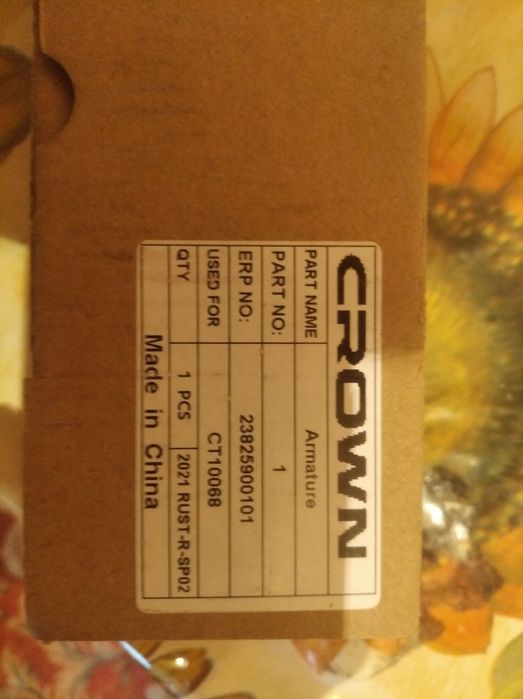 CROWN
PART NAME Armature
PART NO: 1
ERP NO: 23825900101
USED FOR CT10068
QTY 1 PCS 2021 RUST-R-SP02
Made in China